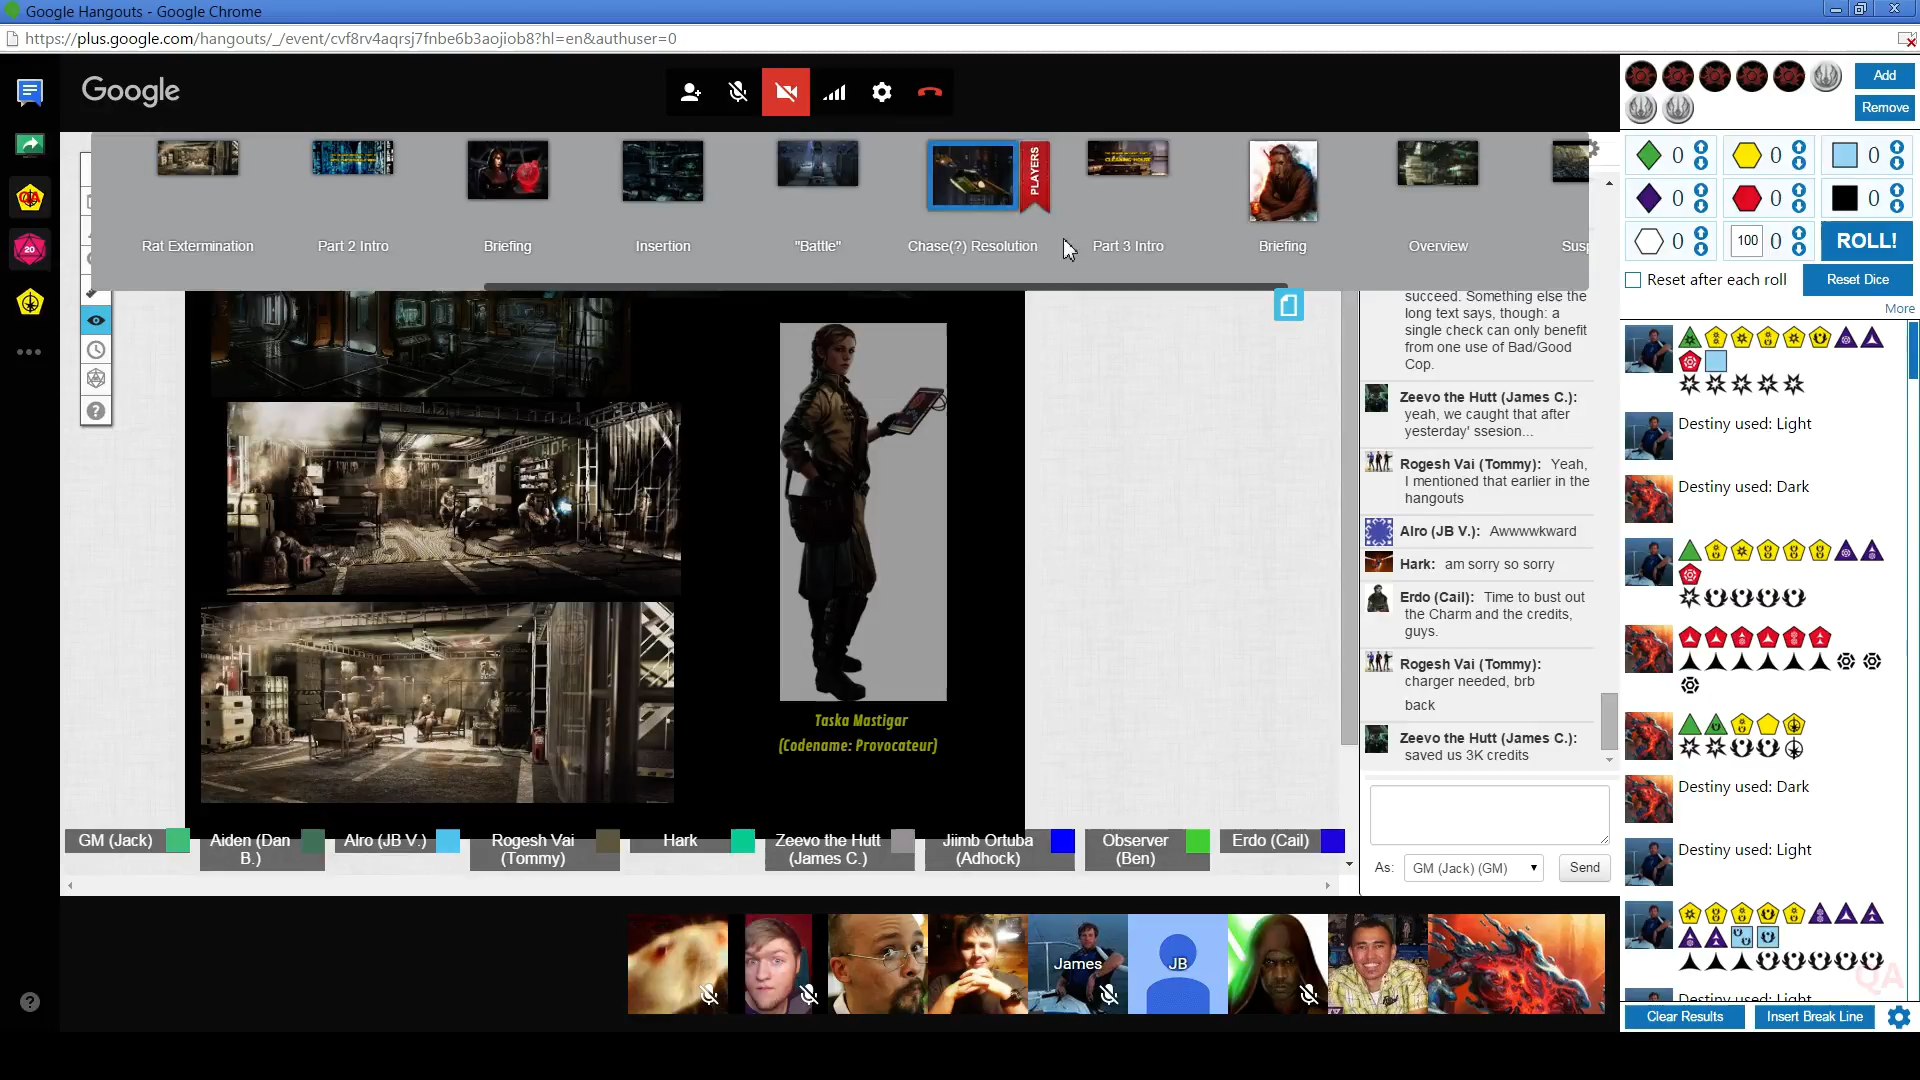 Google Hangouts - Google Chrome
https://plus.google.com/hangouts/_/event/cvf8rv4aqrsj7fnbe6b3aojiob8?hl=en&authuser=0
Google
Rat Extermination
Part 2 Intro
Briefing
Insertion
"Battle"
Chase(?) Resolution
PLAYERS
CLEANING HOUSE
Part 3 Intro
Briefing
Overview
Susp
Taska Mastigar
(Codename: Provocateur)
GM (Jack)
Aiden (Dan
B.)
Alro (JB V.)
Rogesh Vai
(Tommy)
Hark
Zeevo the Hutt
(James C.)
Jiimb Ortuba
(Adhock)
Observer
(Ben)
Erdo (Cail)
succeed. Something else the
long text says, though: a
single check can only benefit
from one use of Bad/Good
Cop.
Zeevo the Hutt (James C.):
yeah, we caught that after
yesterday' ssesion...
Rogesh Vai (Tommy): Yeah,
I mentioned that earlier in the
hangouts
Alro (JB V.): Awwwwkward
Hark: am sorry so sorry
Erdo (Cail): Time to bust out
the Charm and the credits,
guys.
Rogesh Vai (Tommy):
charger needed, brb
back
Zeevo the Hutt (James C.):
saved us 3K credits
As: GM (Jack) (GM) Send
Add
Remove
0 0 0
0 0 0
0 100 0 ROLL!
Reset after each roll
Reset Dice
More
Destiny used: Light
Destiny used: Dark
Destiny used: Dark
Destiny used: Light
Destiny used: Light
QA
Clear Results
Insert Break Line
James
JB
QA
20